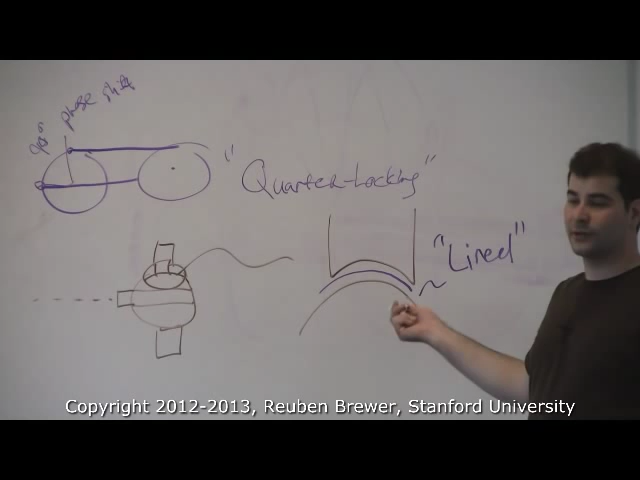 90° phase shift
"Quarter-Locking"
"Lined"
Copyright 2012-2013, Reuben Brewer, Stanford University